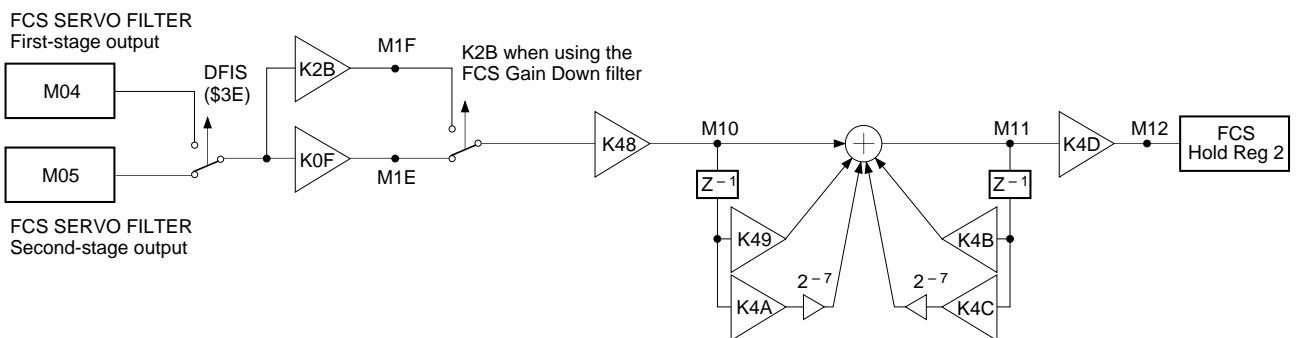 FCS SERVO FILTER
First-stage output
M04
DFIS
($3E)
K2B
M1F
K2B when using the
FCS Gain Down filter
M05
K0F
M1E
FCS SERVO FILTER
Second-stage output
K48
M10
M11
K4D
M12
FCS
Hold Reg 2
Z – 1
Z – 1
K49
K4B
2 – 7
2 – 7
K4A
K4C